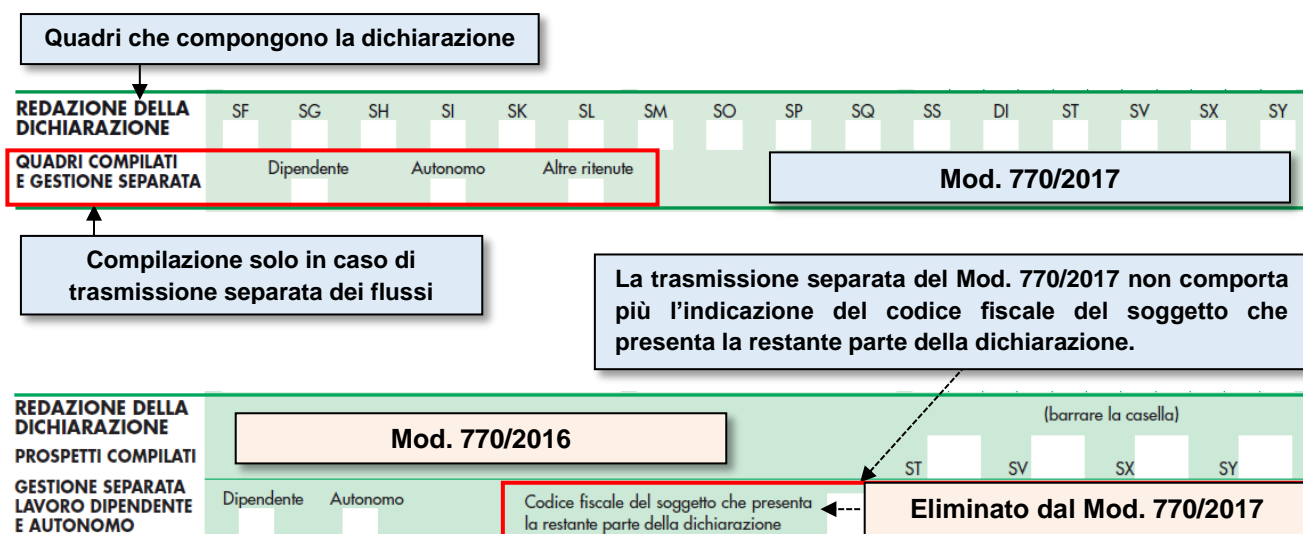 Quadri che compongono la dichiarazione
REDAZIONE DELLA
DICHIARAZIONE
SF SG SH SI SK SL SM SO SP SQ SS DI ST SV SX SY
QUADRI COMPILATI
E GESTIONE SEPARATA
Dipendente Autonomo Altre ritenute
Mod. 770/2017
Compilazione solo in caso di
trasmissione separata dei flussi
La trasmissione separata del Mod. 770/2017 non comporta
più l'indicazione del codice fiscale del soggetto che
presenta la restante parte della dichiarazione.
REDAZIONE DELLA
DICHIARAZIONE
Mod. 770/2016
(barrare la casella)
PROSPETTI COMPILATI
ST SV SX SY
GESTIONE SEPARATA
LAVORO DIPENDENTE
E AUTONOMO
Dipendente Autonomo
Codice fiscale del soggetto che presenta
la restante parte della dichiarazione
Eliminato dal Mod. 770/2017